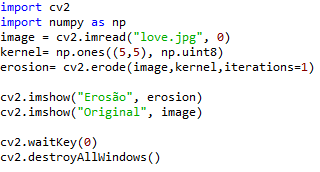 import cv2
import numpy as np
image = cv2.imread("love.jpg", 0)
kernel= np.ones((5,5), np.uint8)
erosion= cv2.erode(image,kernel,iterations=1)
cv2.imshow("Erosão", erosion)
cv2.imshow("Original", image)
cv2.waitKey(0)
cv2.destroyAllWindows()